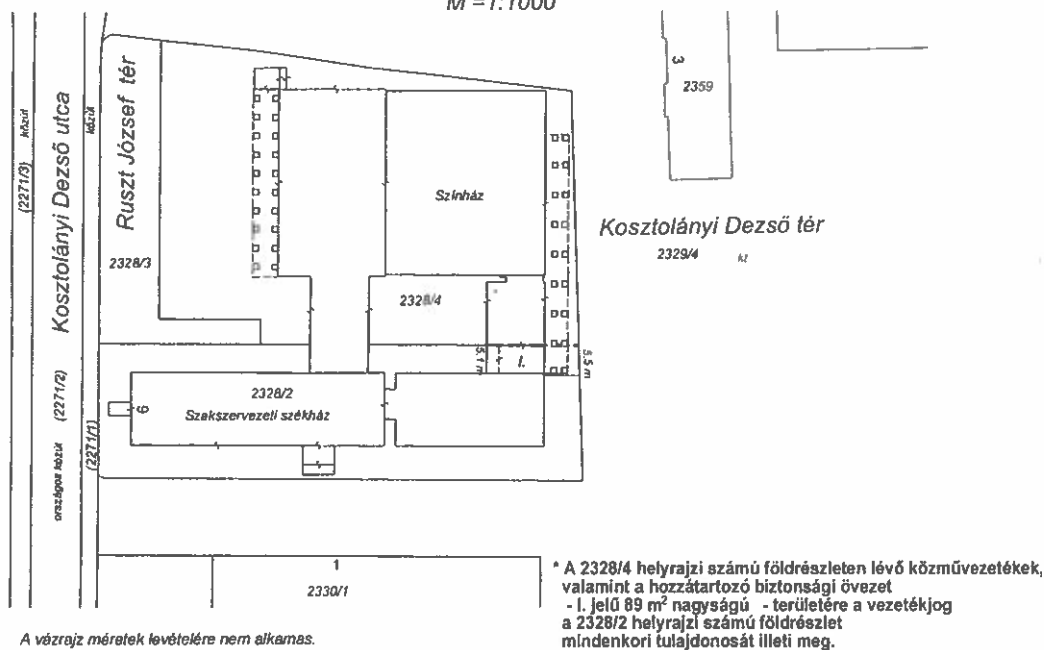 M =1:1000
(2271/3) közút
Kosztolányi Dezső utca
országos közút (2271/2)
közút
(2271/1)
Ruszt József tér
2328/3
Színház
2328/4
5.1 m
I.
5.5 m
3
2359
Kosztolányi Dezső tér
2329/4 kt
2328/2
Szakszervezeti székház
9
1
2330/1
* A 2328/4 helyrajzi számú földrészleten lévő közművezetékek,
valamint a hozzátartozó biztonsági övezet
- I. jelű 89 m² nagyságú - területére a vezetékjog
a 2328/2 helyrajzi számú földrészlet
mindenkori tulajdonosát illeti meg.
A vázrajz méretek levételére nem alkamas.